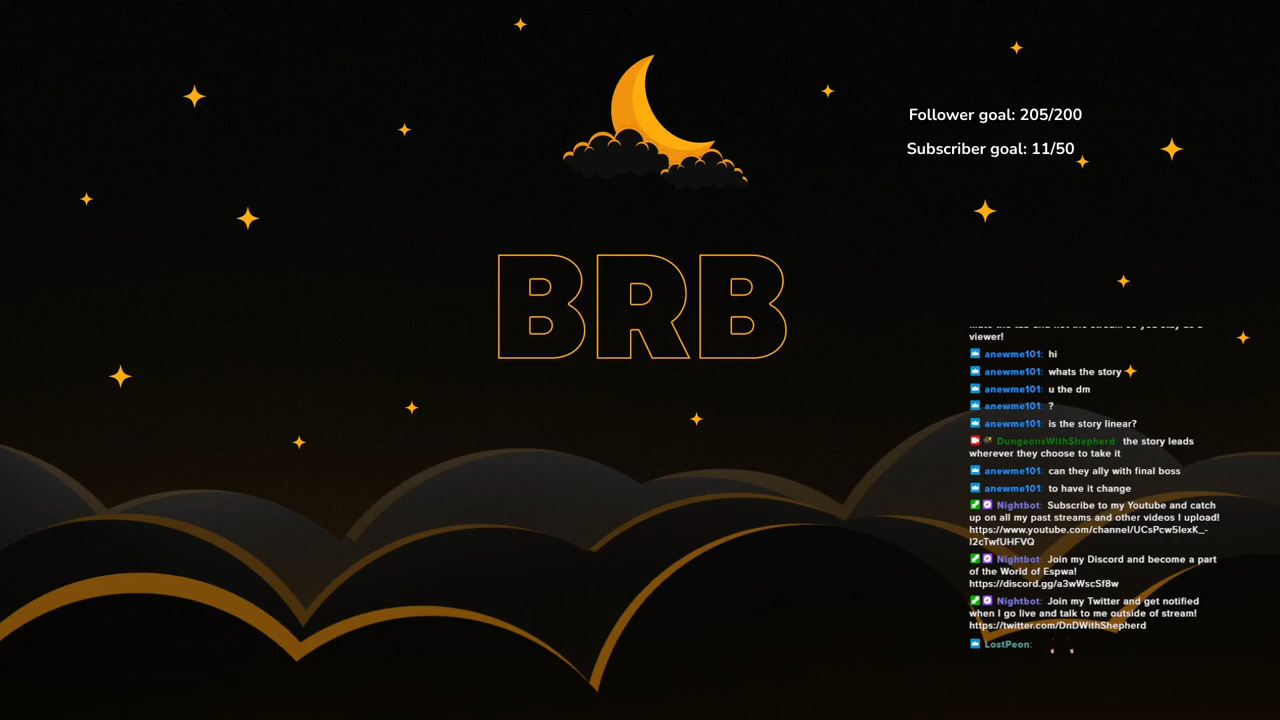 Follower goal: 205/200
Subscriber goal: 11/50
BRB
viewer!
anewme101: hi
anewme101: whats the story
anewme101: u the dm
anewme101: ?
anewme101: is the story linear?
DungeonsWithShepherd: the story leads
wherever they choose to take it
anewme101: can they ally with final boss
anewme101: to have it change
Nightbot: Subscribe to my Youtube and catch
up on all my past streams and other videos I upload!
https://www.youtube.com/channel/UCsPcw5IexK_-
I2cTwfUHFVQ
Nightbot: Join my Discord and become a part
of the World of Espwa!
https://discord.gg/a3wWscSf8w
Nightbot: Join my Twitter and get notified
when I go live and talk to me outside of stream!
https://twitter.com/DnDWithShepherd
LostPeon: